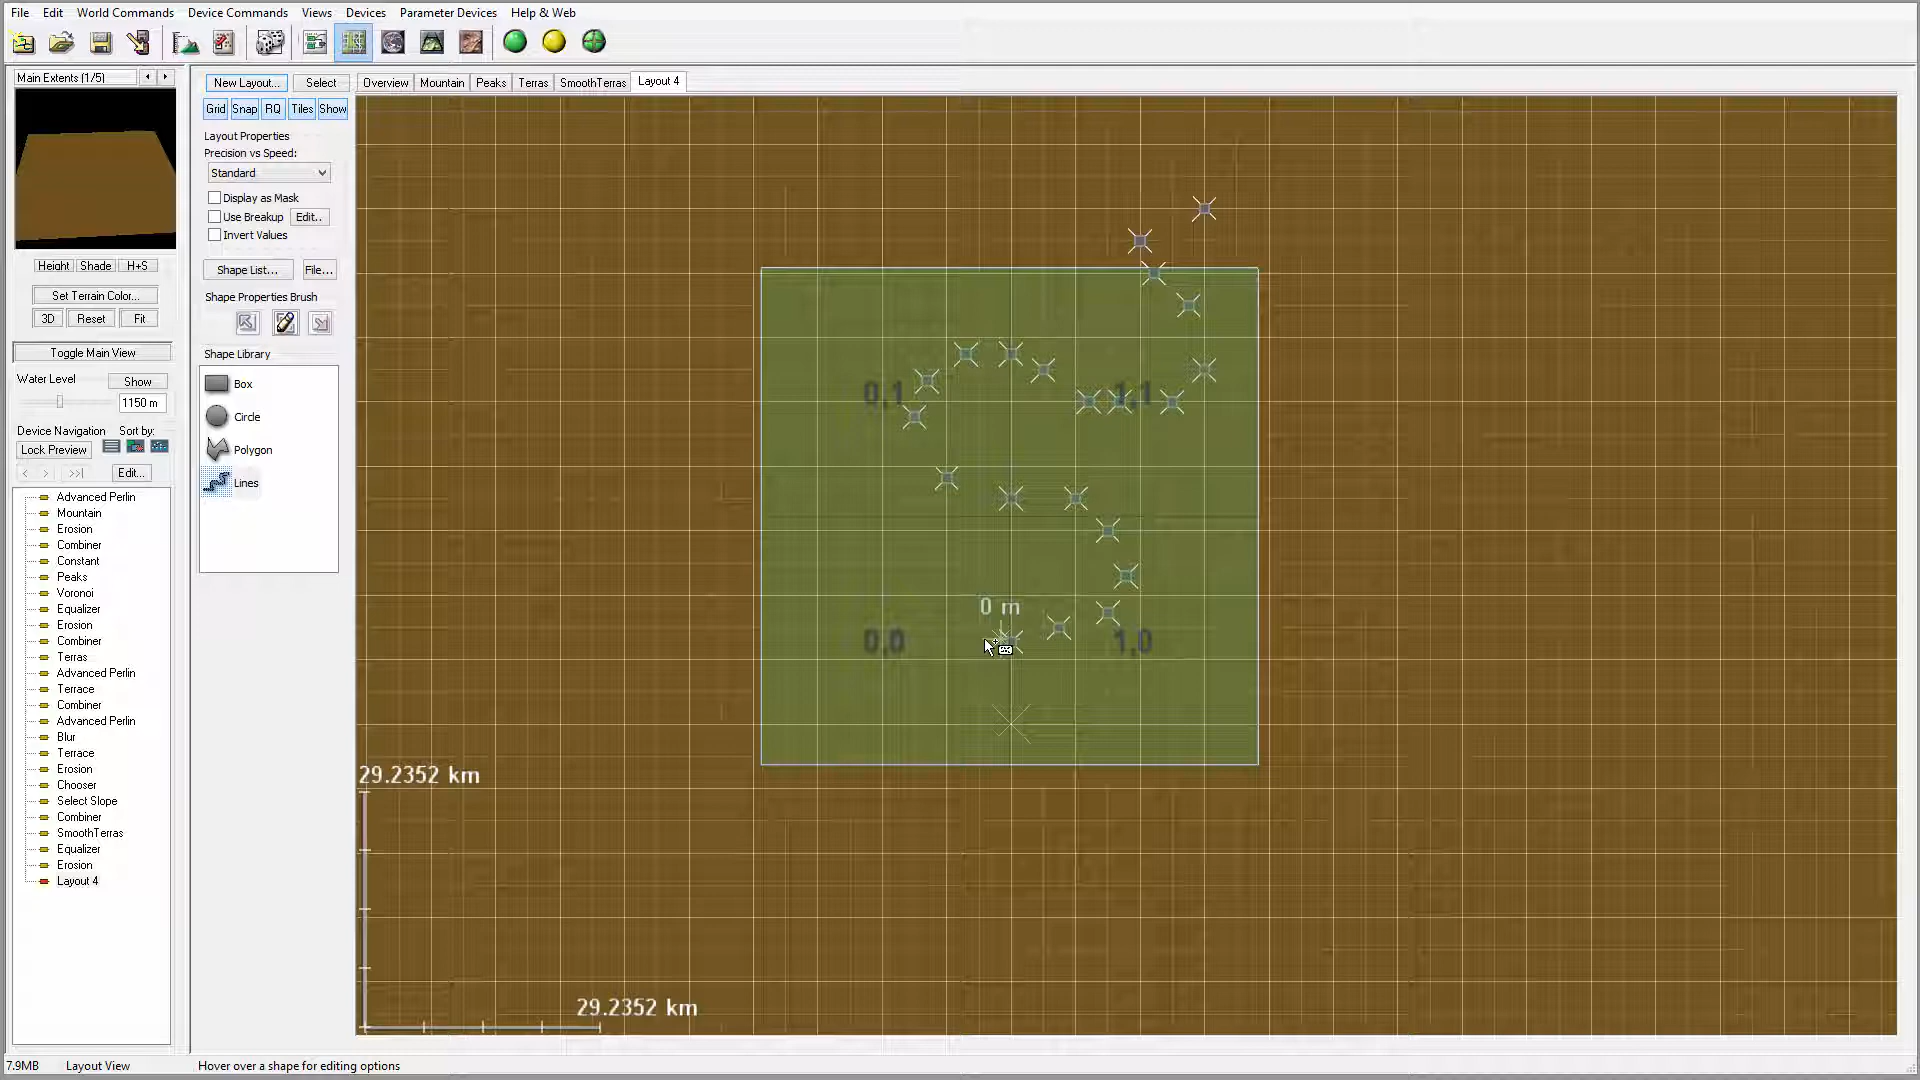 File Edit World Commands Device Commands Views Devices Parameter Devices Help & Web
Main Extents (1/5)
New Layout... Select
Overview Mountain Peaks Terras SmoothTerras Layout 4
Grid Snap RQ Tiles Show
Layout Properties
Precision vs Speed:
Standard
Display as Mask
Use Breakup Edit..
Invert Values
Height Shade H+S
Shape List... File...
Set Terrain Color...
Shape Properties Brush
3D Reset Fit
Toggle Main View
Shape Library
Water Level Show
1150 m
Box
Circle
Polygon
Lines
Device Navigation Sort by:
Lock Preview
< > >>| Edit...
Advanced Perlin
Mountain
Erosion
Combiner
Constant
Peaks
Voronoi
Equalizer
Erosion
Combiner
Terras
Advanced Perlin
Terrace
Combiner
Advanced Perlin
Blur
Terrace
Erosion
Chooser
Select Slope
Combiner
SmoothTerras
Equalizer
Erosion
Layout 4
0,1 1,1
0 m
0,0 1,0
29.2352 km
29.2352 km
7.9MB Layout View Hover over a shape for editing options